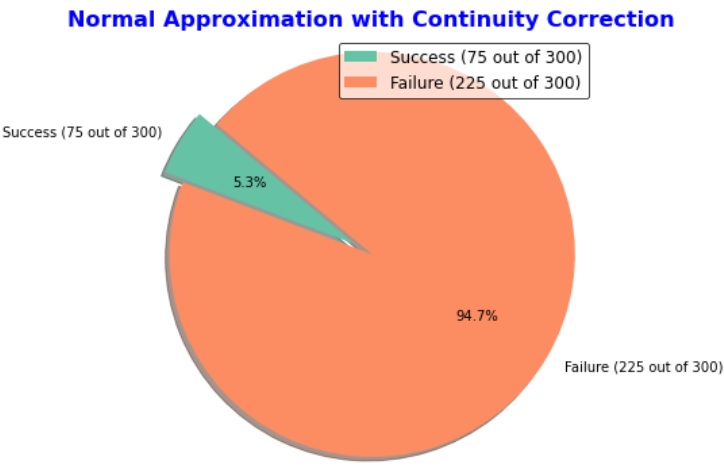 Normal Approximation with Continuity Correction
Success (75 out of 300)
Failure (225 out of 300)
Success (75 out of 300)
5.3%
94.7%
Failure (225 out of 300)